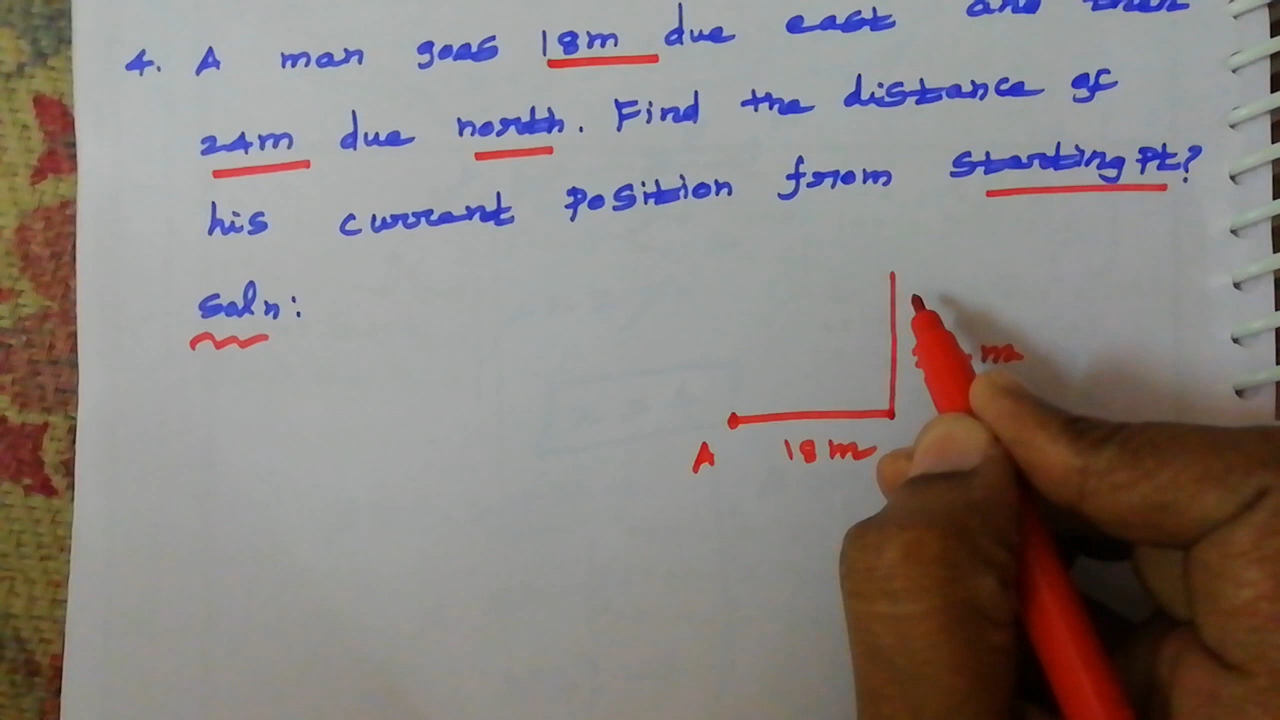 4. A man goes 18m due east and then
24m due north. Find the distance of
his current position from starting pt?
Soln:
m
A 18m